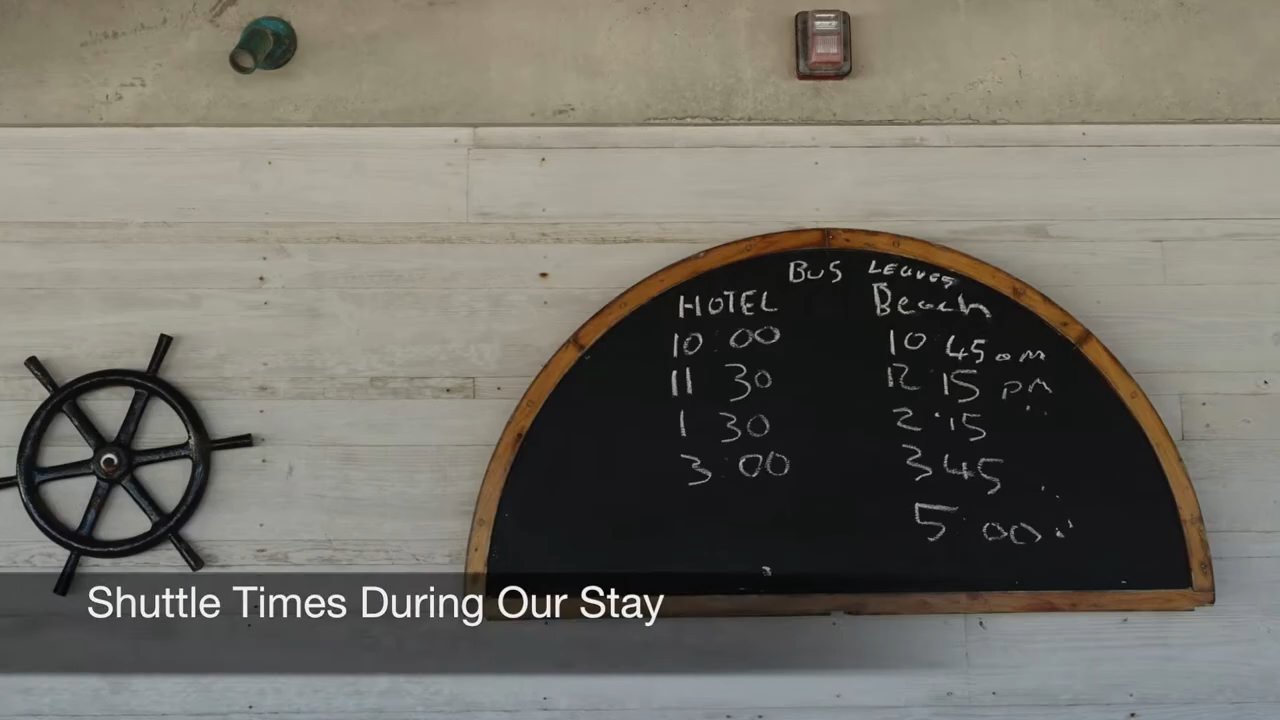 BUS LEAVES
HOTEL Beach
10:00 10 45 am
11 30 12 15 pm
1 30 2:15
3:00 3 45
5:00
Shuttle Times During Our Stay